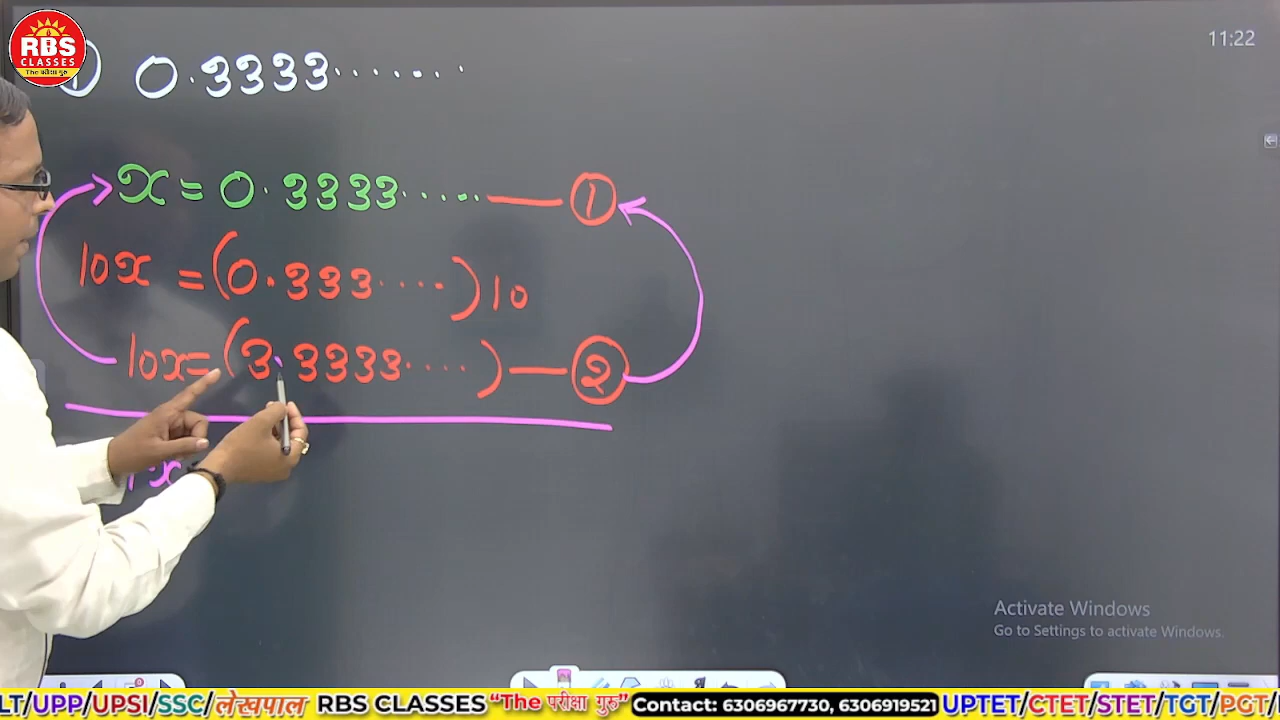 RBS
CLASSES
The परीक्षा गुरु
11:22
0.3333.......
x = 0.3333..... — 1
10x = (0.333....) 10
10x = (3.3333....) — 2
x
Activate Windows
Go to Settings to activate Windows.
LT/UPP/UPSI/SSC/लेखपाल RBS CLASSES “The परीक्षा गुरु” Contact: 6306967730, 6306919521 UPTET/CTET/STET/TGT/PGT/